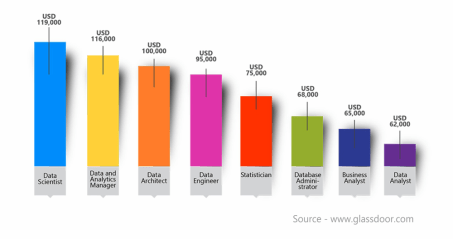 USD
119,000
USD
116,000
USD
100,000
USD
95,000
USD
75,000
USD
68,000
USD
65,000
USD
62,000
Data
Scientist
Data and
Analytics
Manager
Data
Architect
Data
Engineer
Statistician
Database
Admini-
strator
Business
Analyst
Data
Analyst
Source - www.glassdoor.com